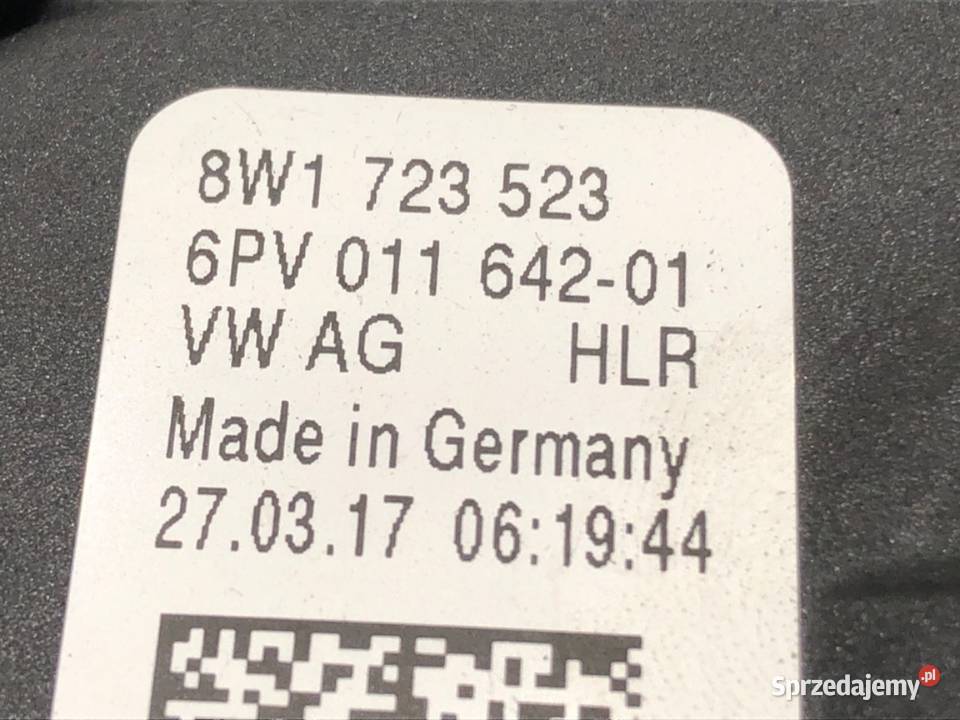 8W1 723 523
6PV 011 642-01
VW AG HLR
Made in Germany
27.03.17 06:19:44
Sprzedajemy.pl